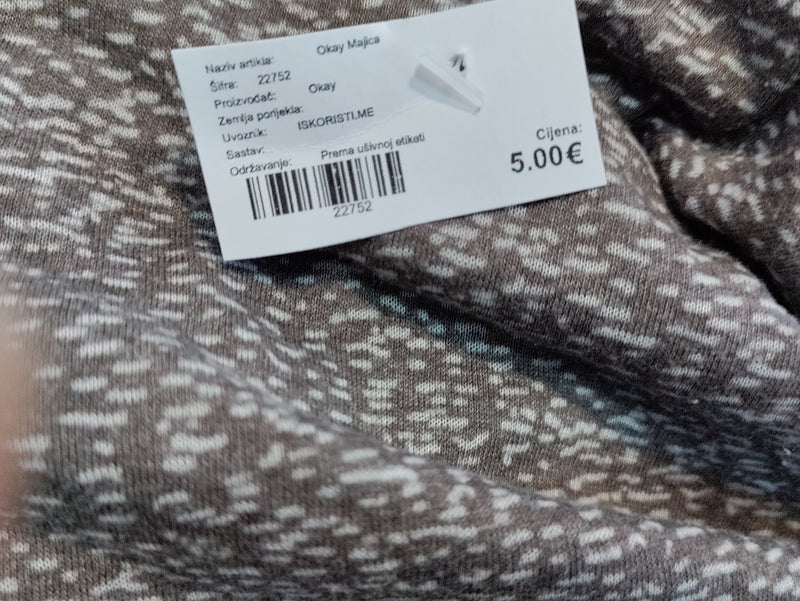 Naziv artikla: Okay Majica
Šifra: 22752
Proizvođač: Okay
Zemlja porijekla:
Uvoznik: ISKORISTI.ME
Sastav:
Održavanje: Prema ušivnoj etiketi
22752
Cijena:
5.00€